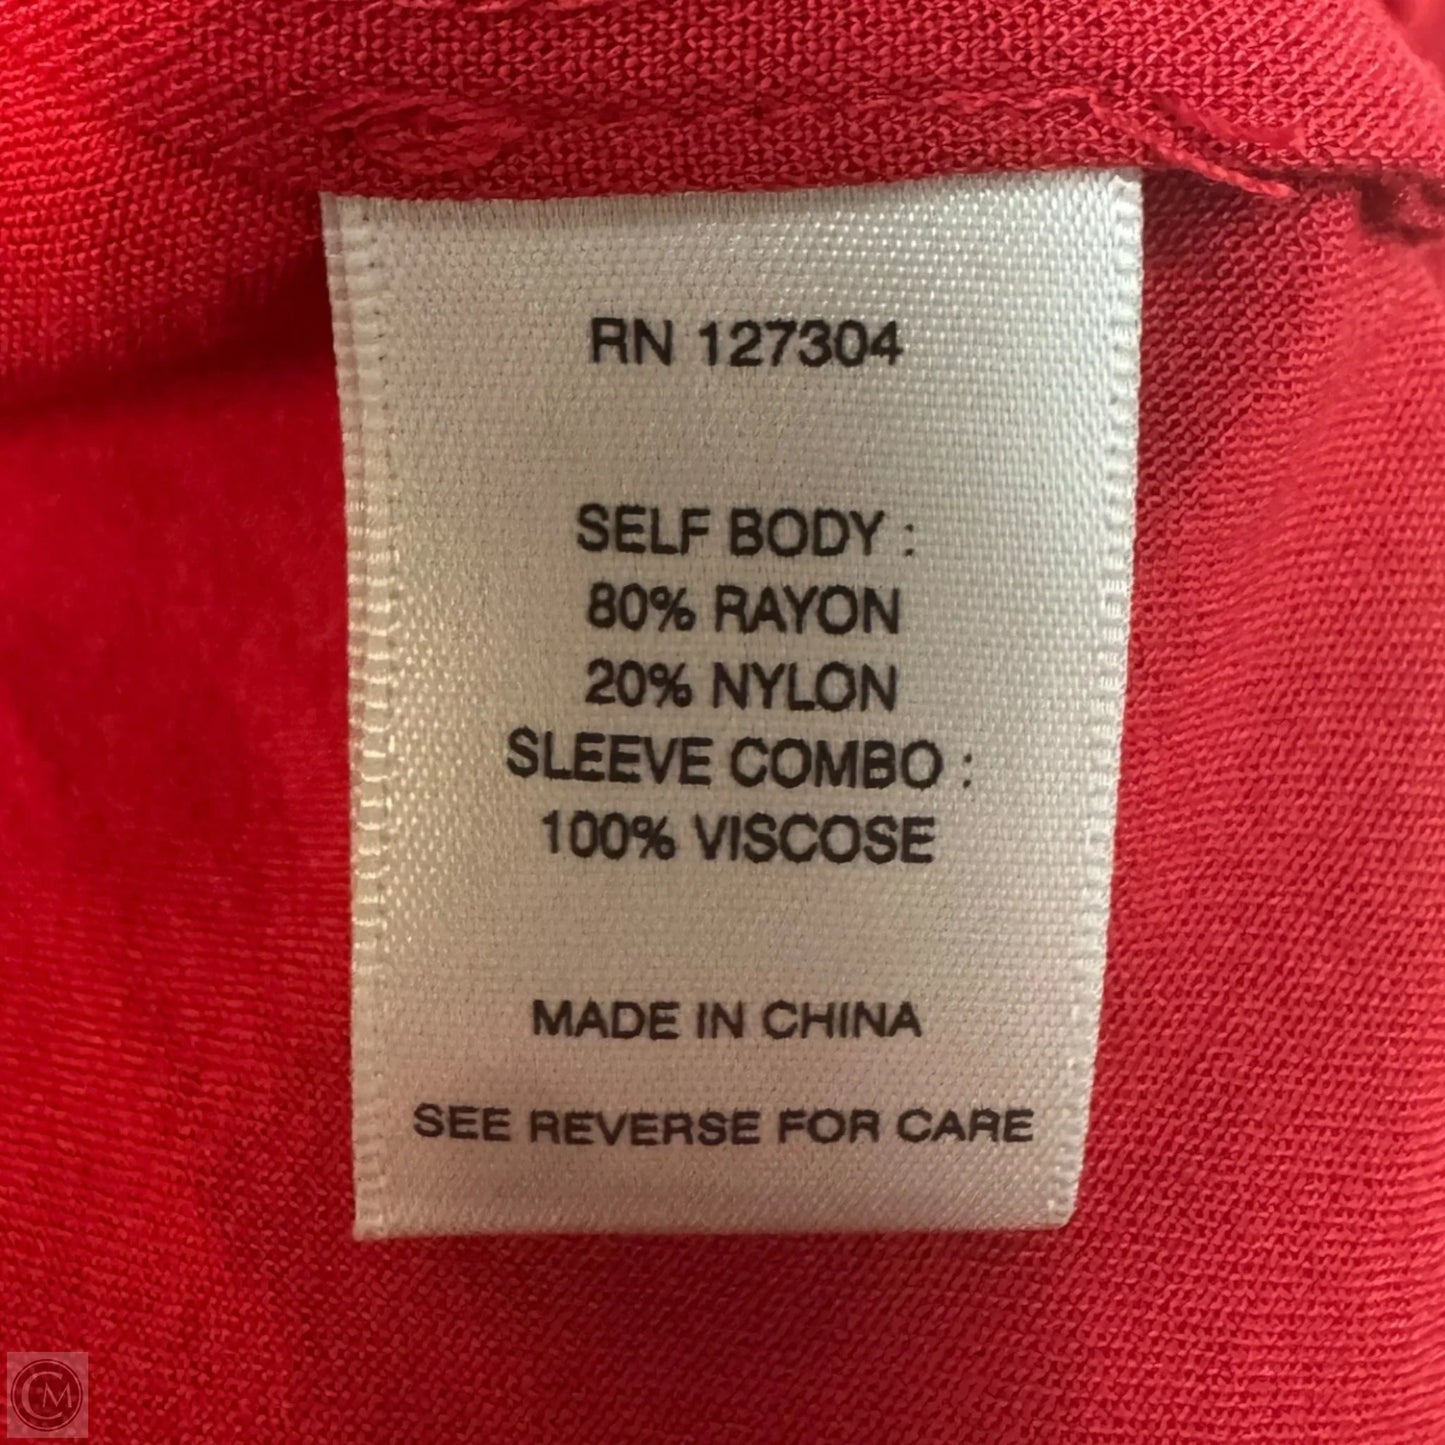 RN 127304
SELF BODY :
80% RAYON
20% NYLON
SLEEVE COMBO :
100% VISCOSE
MADE IN CHINA
SEE REVERSE FOR CARE
CM